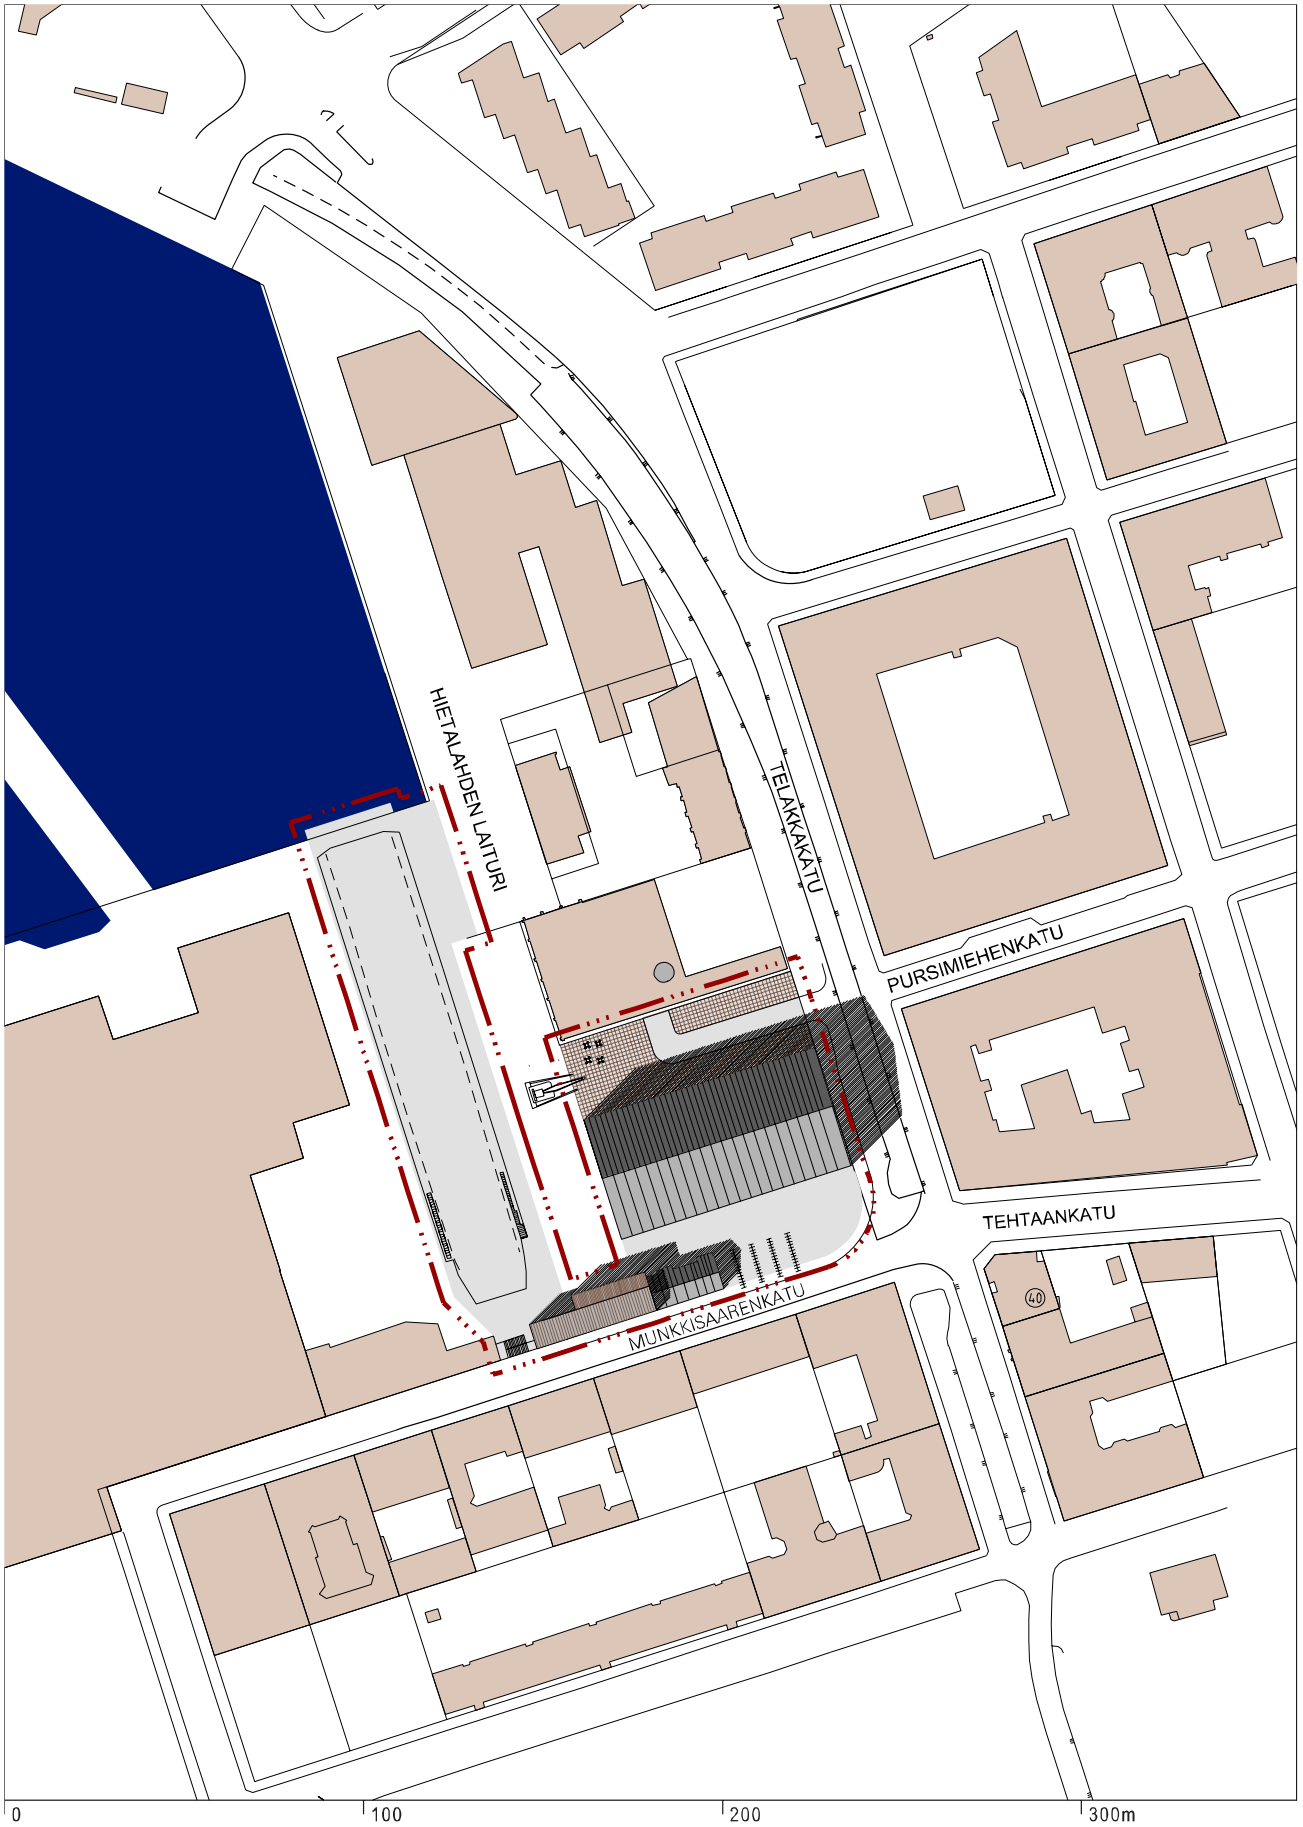 HIETALAHDEN LAITURI
TELAKKAKATU
PURSIMIEHENKATU
TEHTAANKATU
40
MUNKKISAARENKATU
0 100 200 300m